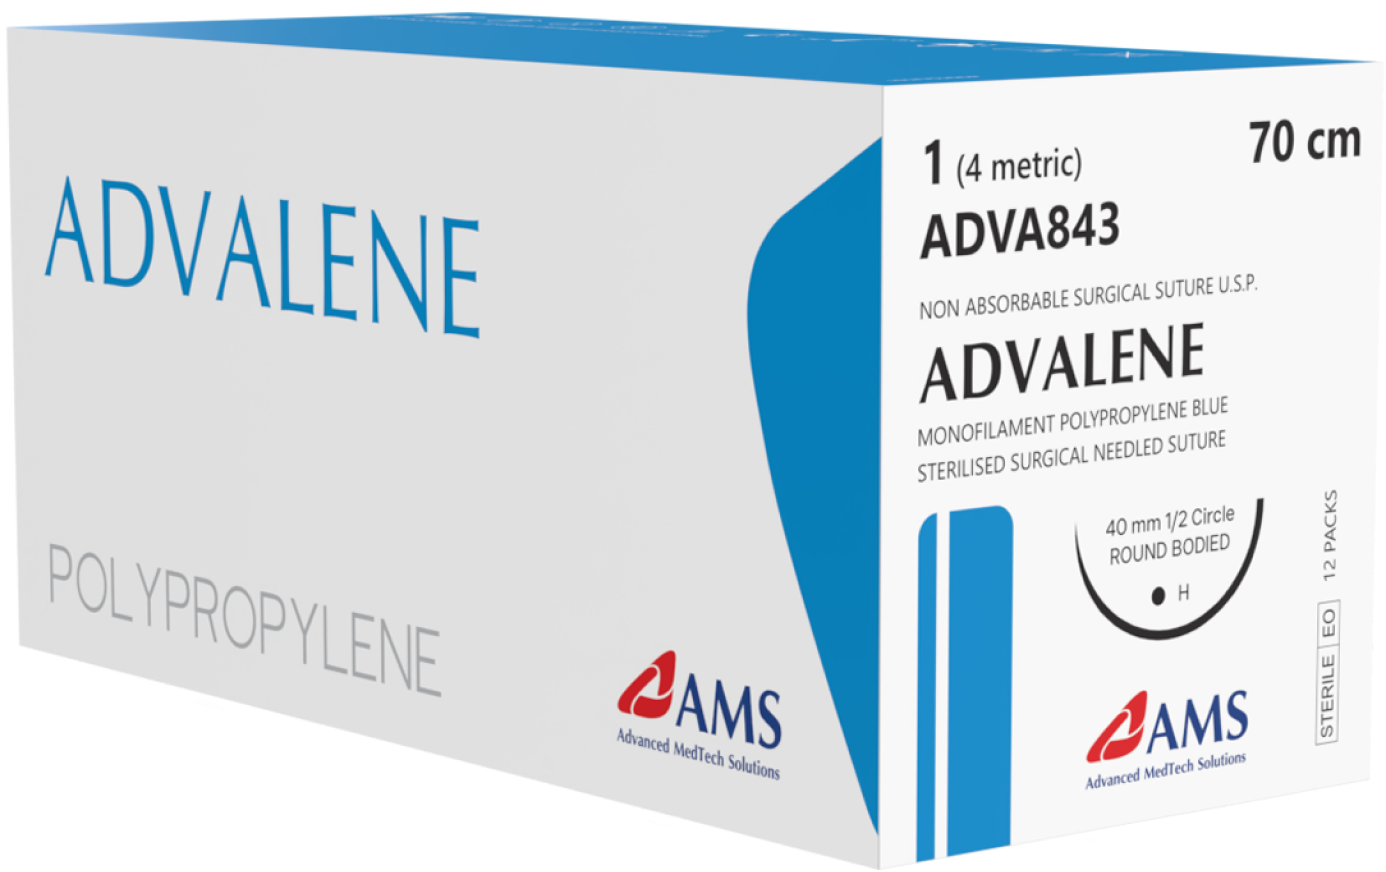 ADVALENE
POLYPROPYLENE
AMS
Advanced MedTech Solutions
1 (4 metric)
70 cm
ADVA843
NON ABSORBABLE SURGICAL SUTURE U.S.P.
ADVALENE
MONOFILAMENT POLYPROPYLENE BLUE
STERILISED SURGICAL NEEDLED SUTURE
40 mm 1/2 Circle
ROUND BODIED
H
STERILE EO 12 PACKS
AMS
Advanced MedTech Solutions